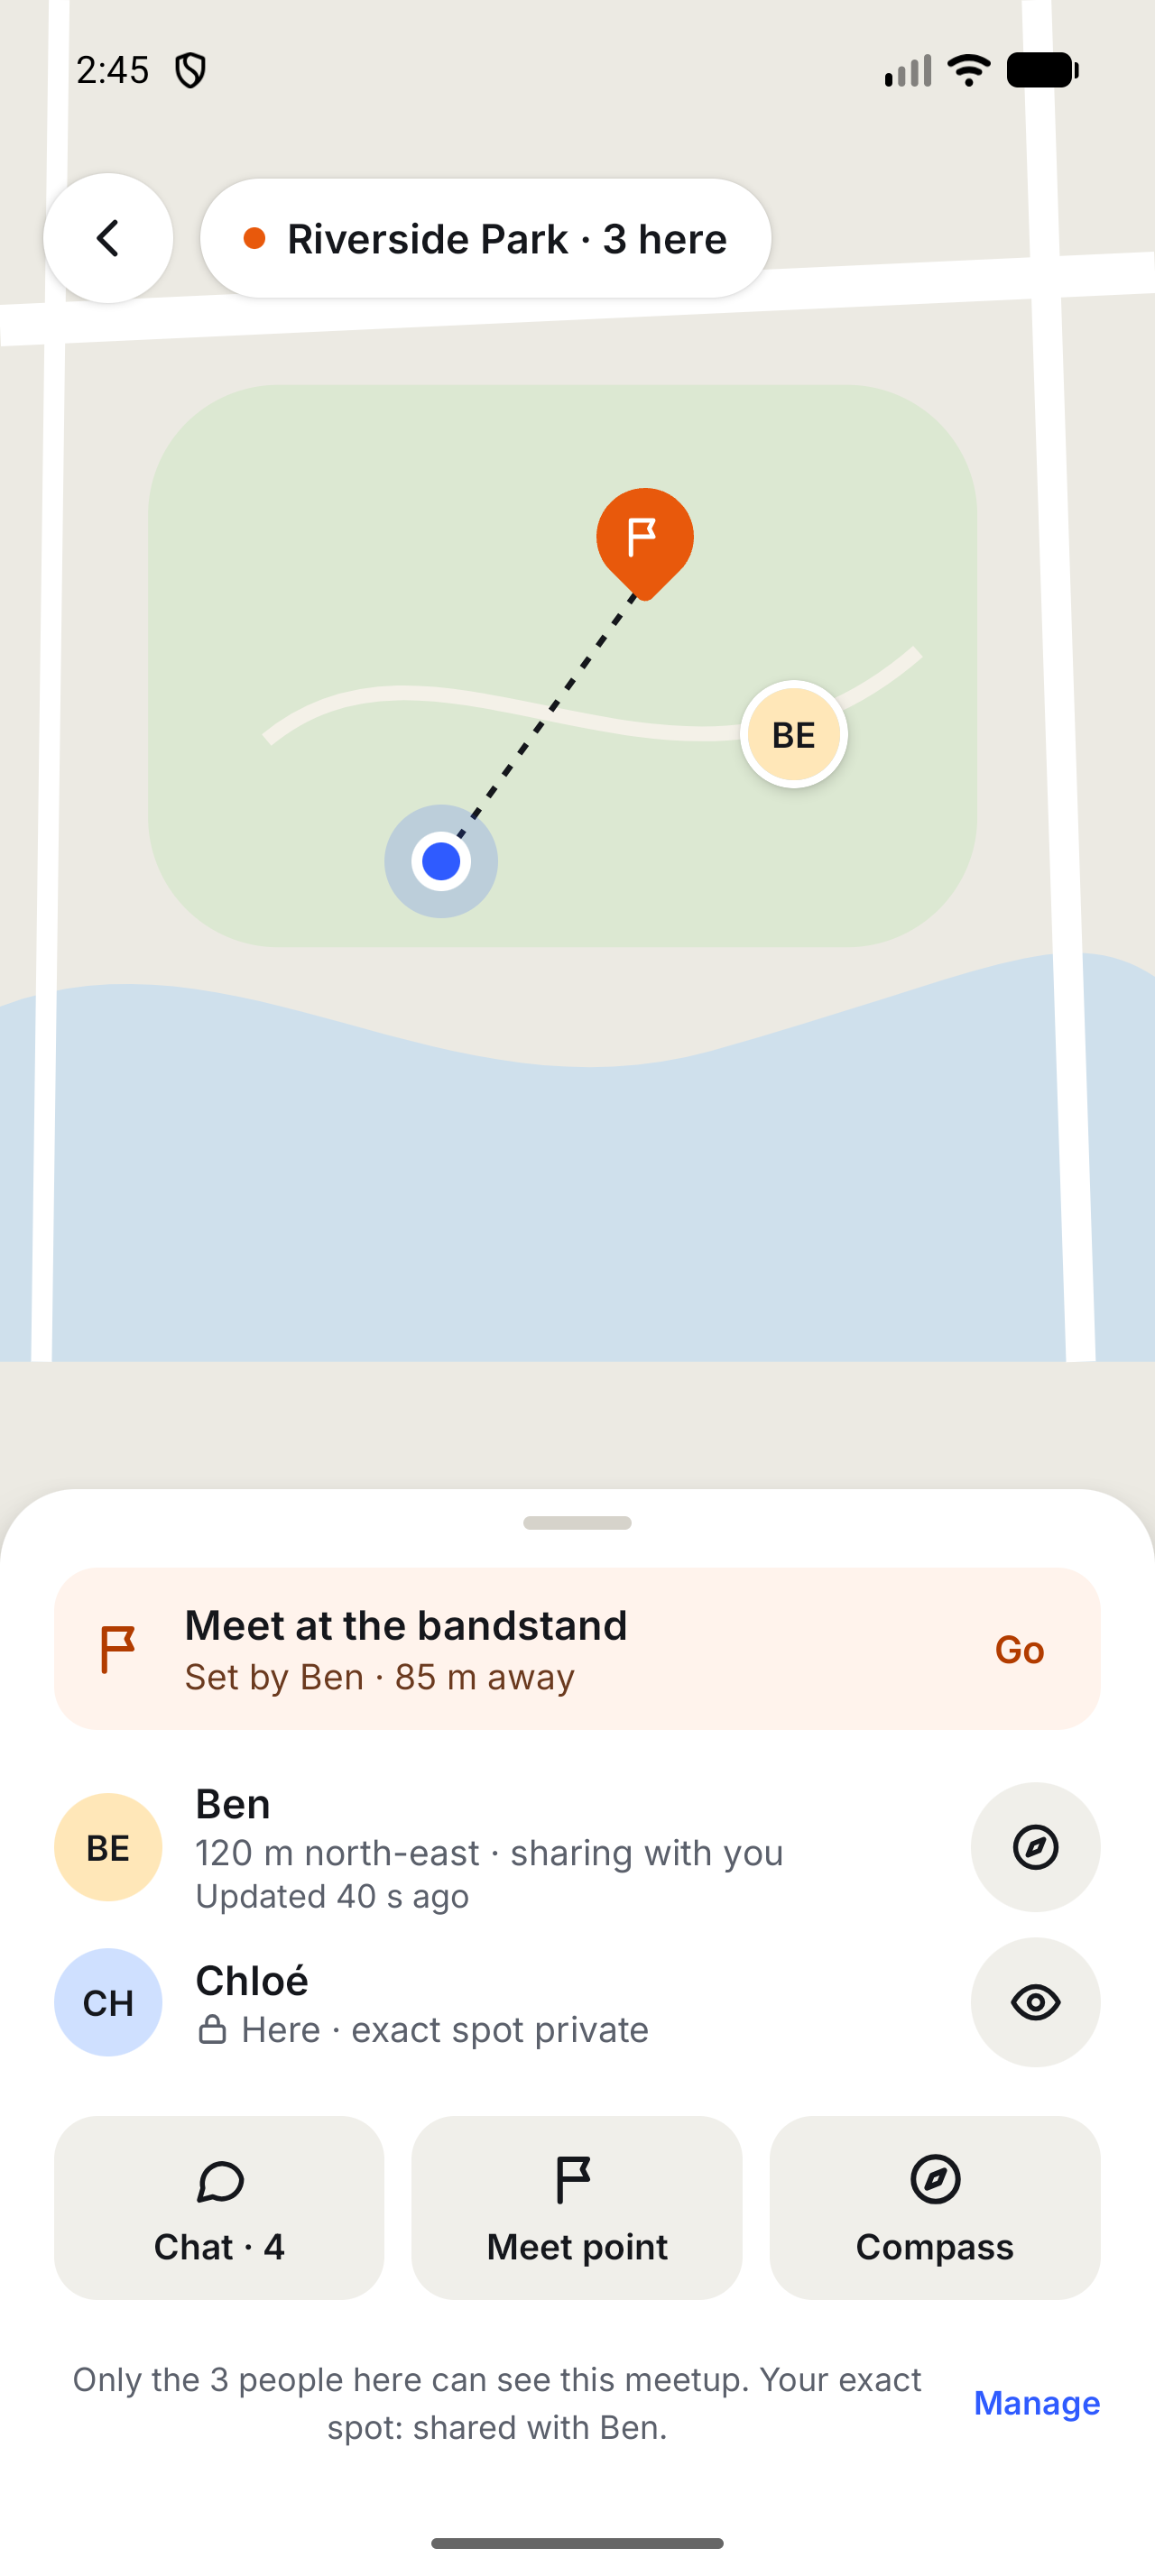 2:45
Riverside Park · 3 here
BE
Meet at the bandstand
Set by Ben · 85 m away
Go
BE
Ben
120 m north-east · sharing with you
Updated 40 s ago
CH
Chloé
Here · exact spot private
Chat · 4
Meet point
Compass
Only the 3 people here can see this meetup. Your exact
spot: shared with Ben.
Manage